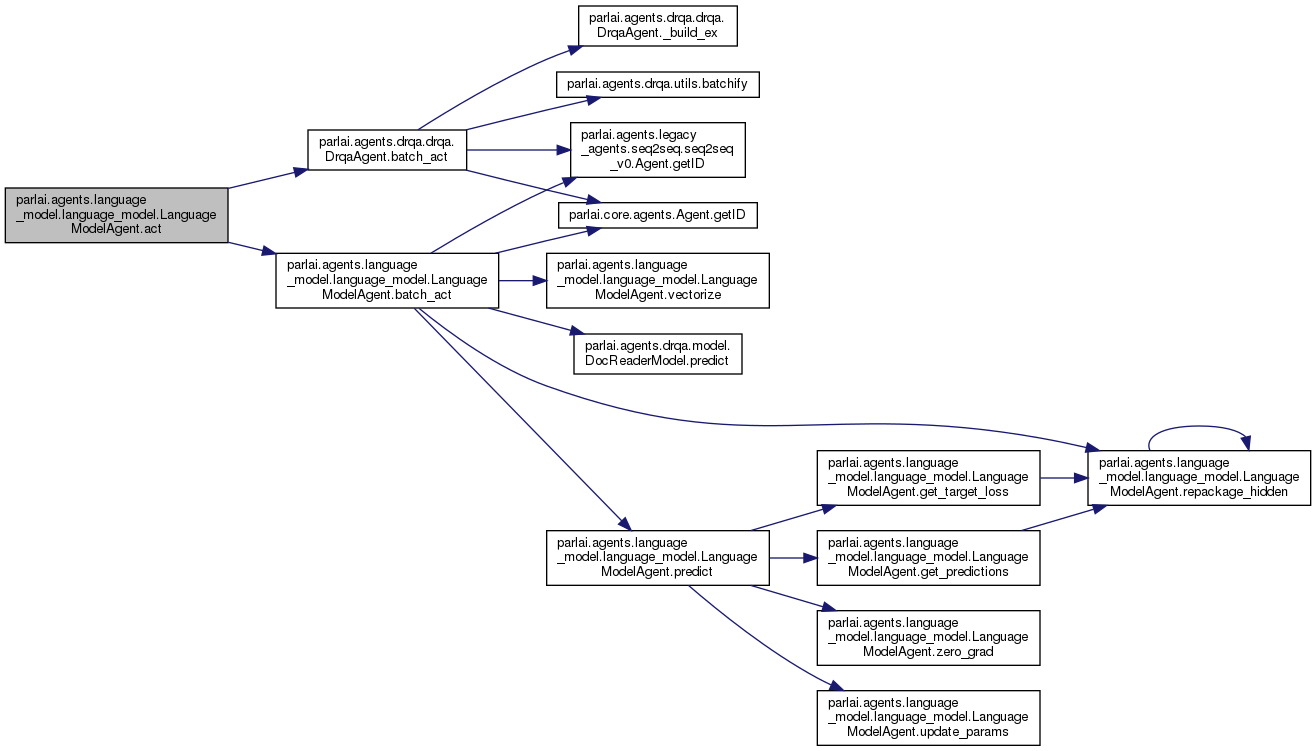 parlai.agents.drqa.drqa.
DrqaAgent._build_ex
parlai.agents.drqa.utils.batchify
parlai.agents.drqa.drqa.
DrqaAgent.batch_act
parlai.agents.legacy
_agents.seq2seq.seq2seq
_v0.Agent.getID
parlai.agents.language
_model.language_model.Language
ModelAgent.act
parlai.core.agents.Agent.getID
parlai.agents.language
_model.language_model.Language
ModelAgent.batch_act
parlai.agents.language
_model.language_model.Language
ModelAgent.vectorize
parlai.agents.drqa.model.
DocReaderModel.predict
parlai.agents.language
_model.language_model.Language
ModelAgent.get_target_loss
parlai.agents.language
_model.language_model.Language
ModelAgent.repackage_hidden
parlai.agents.language
_model.language_model.Language
ModelAgent.predict
parlai.agents.language
_model.language_model.Language
ModelAgent.get_predictions
parlai.agents.language
_model.language_model.Language
ModelAgent.zero_grad
parlai.agents.language
_model.language_model.Language
ModelAgent.update_params